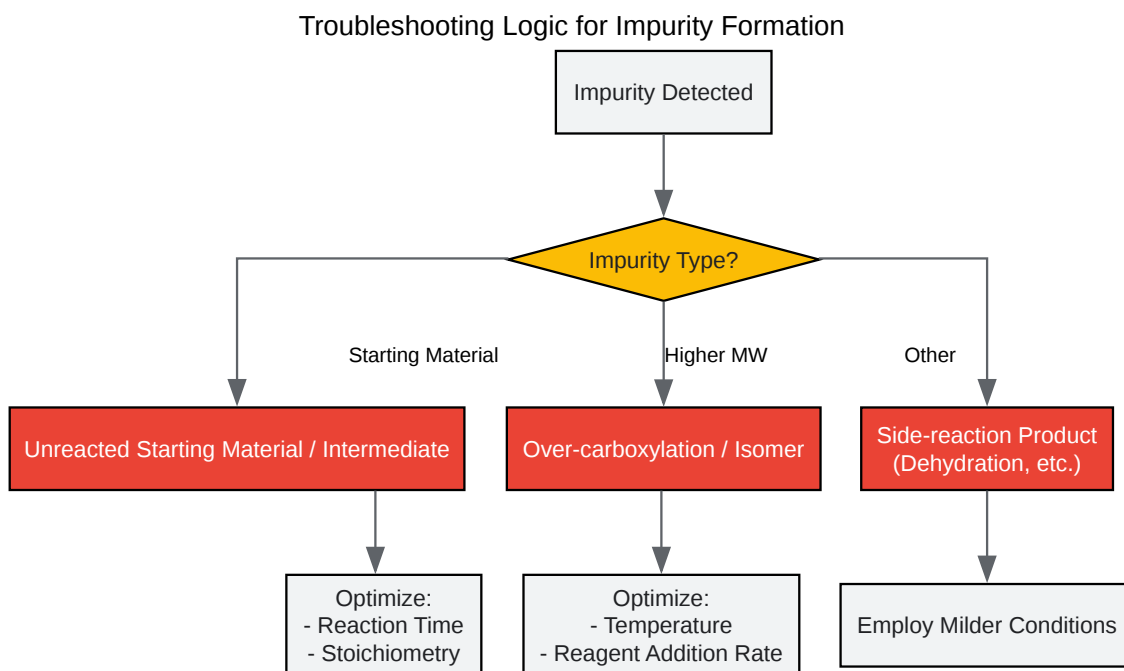 Troubleshooting Logic for Impurity Formation
Impurity Detected
Impurity Type?
Starting Material
Higher MW
Other
Unreacted Starting Material / Intermediate
Over-carboxylation / Isomer
Side-reaction Product
(Dehydration, etc.)
Optimize:
- Reaction Time
- Stoichiometry
Optimize:
- Temperature
- Reagent Addition Rate
Employ Milder Conditions